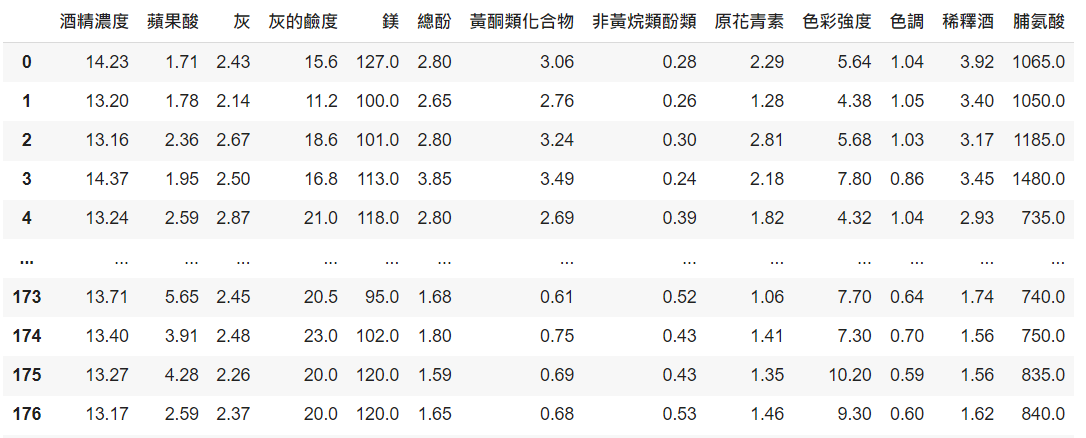 酒精濃度 蘋果酸 灰 灰的鹼度 鎂 總酚 黃酮類化合物 非黃烷類酚類 原花青素 色彩強度 色調 稀釋酒 脯氨酸
0 14.23 1.71 2.43 15.6 127.0 2.80 3.06 0.28 2.29 5.64 1.04 3.92 1065.0
1 13.20 1.78 2.14 11.2 100.0 2.65 2.76 0.26 1.28 4.38 1.05 3.40 1050.0
2 13.16 2.36 2.67 18.6 101.0 2.80 3.24 0.30 2.81 5.68 1.03 3.17 1185.0
3 14.37 1.95 2.50 16.8 113.0 3.85 3.49 0.24 2.18 7.80 0.86 3.45 1480.0
4 13.24 2.59 2.87 21.0 118.0 2.80 2.69 0.39 1.82 4.32 1.04 2.93 735.0
... ... ... ... ... ... ... ... ... ... ... ... ... ...
173 13.71 5.65 2.45 20.5 95.0 1.68 0.61 0.52 1.06 7.70 0.64 1.74 740.0
174 13.40 3.91 2.48 23.0 102.0 1.80 0.75 0.43 1.41 7.30 0.70 1.56 750.0
175 13.27 4.28 2.26 20.0 120.0 1.59 0.69 0.43 1.35 10.20 0.59 1.56 835.0
176 13.17 2.59 2.37 20.0 120.0 1.65 0.68 0.53 1.46 9.30 0.60 1.62 840.0